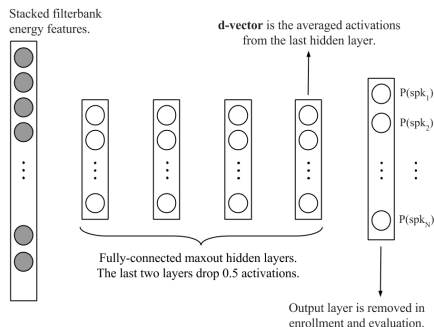 Stacked filterbank
energy features.
d-vector is the averaged activations
from the last hidden layer.
P(spk1)
P(spk2)
P(spkN)
Fully-connected maxout hidden layers.
The last two layers drop 0.5 activations.
Output layer is removed in
enrollment and evaluation.